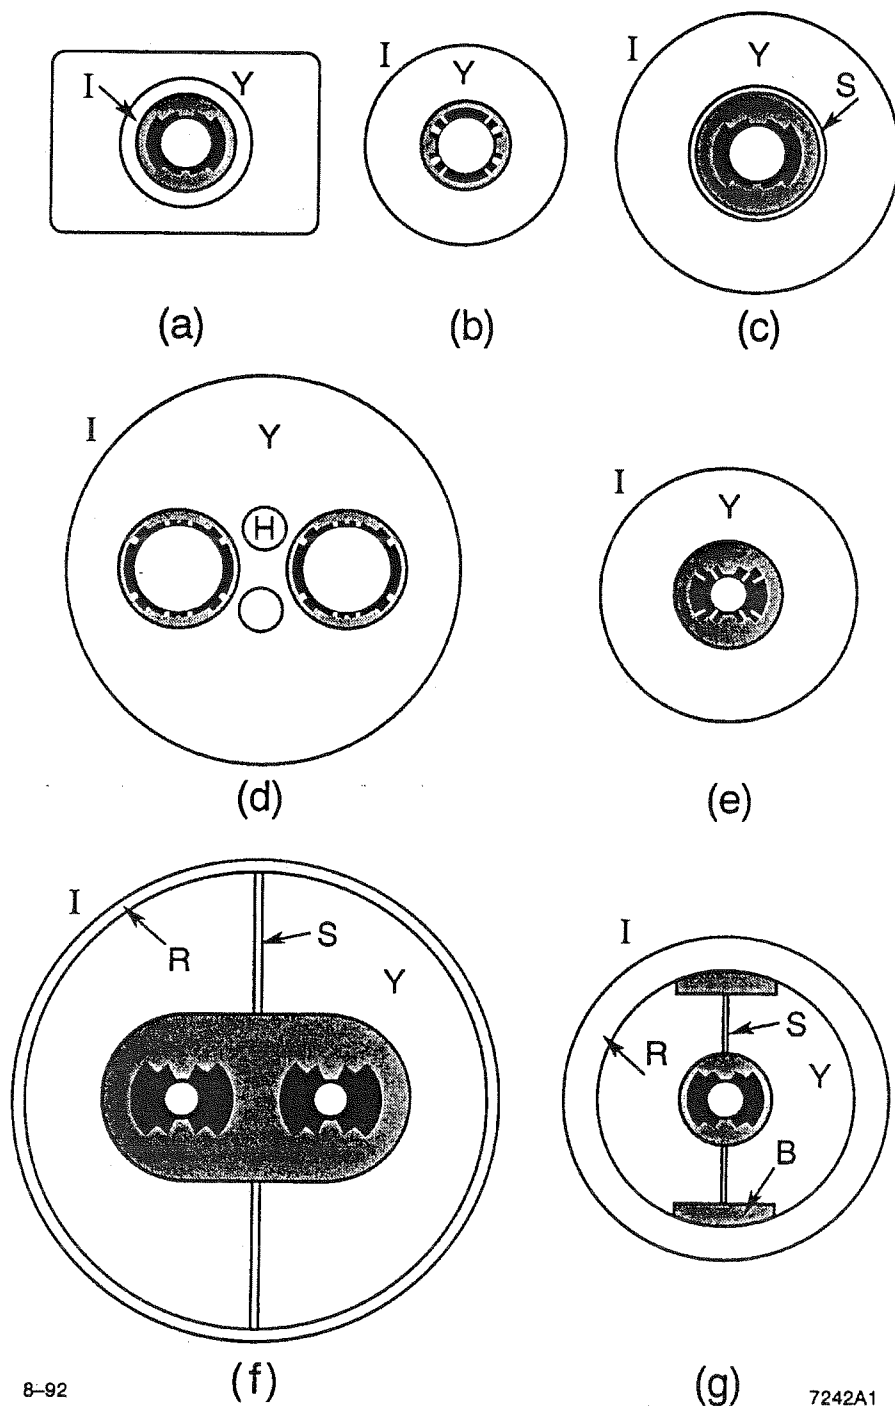 I Y
I Y
I Y S
(a) (b) (c)
I Y
H
(d)
I Y
(e)
I R S Y
(f)
I R S Y B
(g)
8–92
7242A1